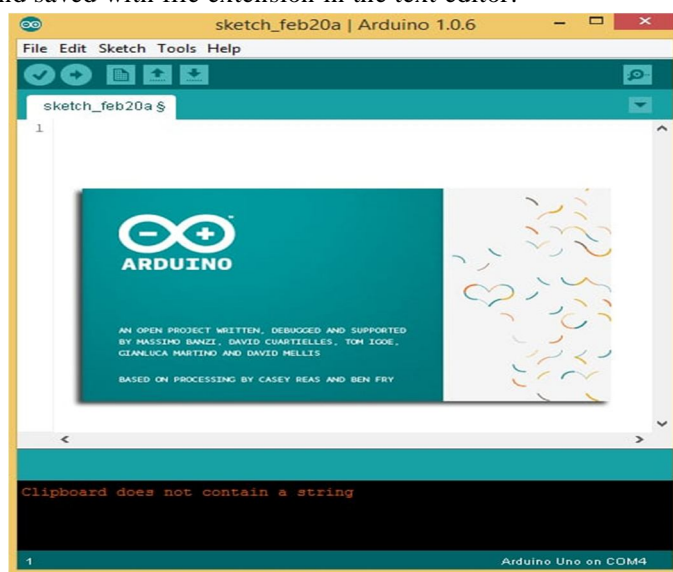 nd saved with file extension in the text editor.
sketch_feb20a | Arduino 1.0.6
File Edit Sketch Tools Help
sketch_feb20a §
1
ARDUINO
AN OPEN PROJECT WRITTEN, DEBUGGED AND SUPPORTED
BY MASSIMO BANZI, DAVID CUARTIELLES, TOM IGOE,
GIANLUCA MARTINO AND DAVID MELLIS
BASED ON PROCESSING BY CASEY REAS AND BEN FRY
Clipboard does not contain a string
1
Arduino Uno on COM4